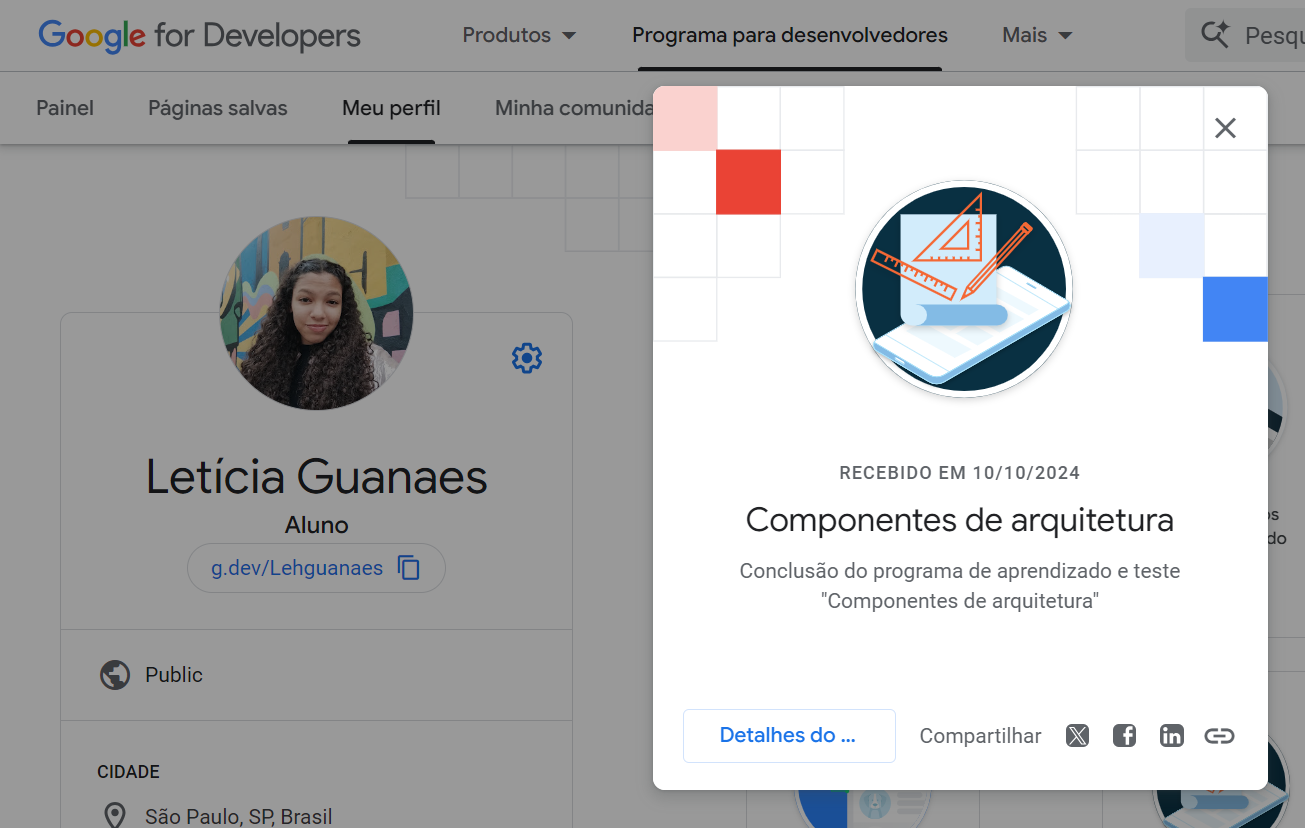 Google for Developers
Produtos
Programa para desenvolvedores
Mais
Pesqu
Painel
Páginas salvas
Meu perfil
Minha comunida
Letícia Guanaes
Aluno
g.dev/Lehguanaes
Public
CIDADE
São Paulo, SP, Brasil
RECEBIDO EM 10/10/2024
Componentes de arquitetura
Conclusão do programa de aprendizado e teste
"Componentes de arquitetura"
Detalhes do ...
Compartilhar
os
do